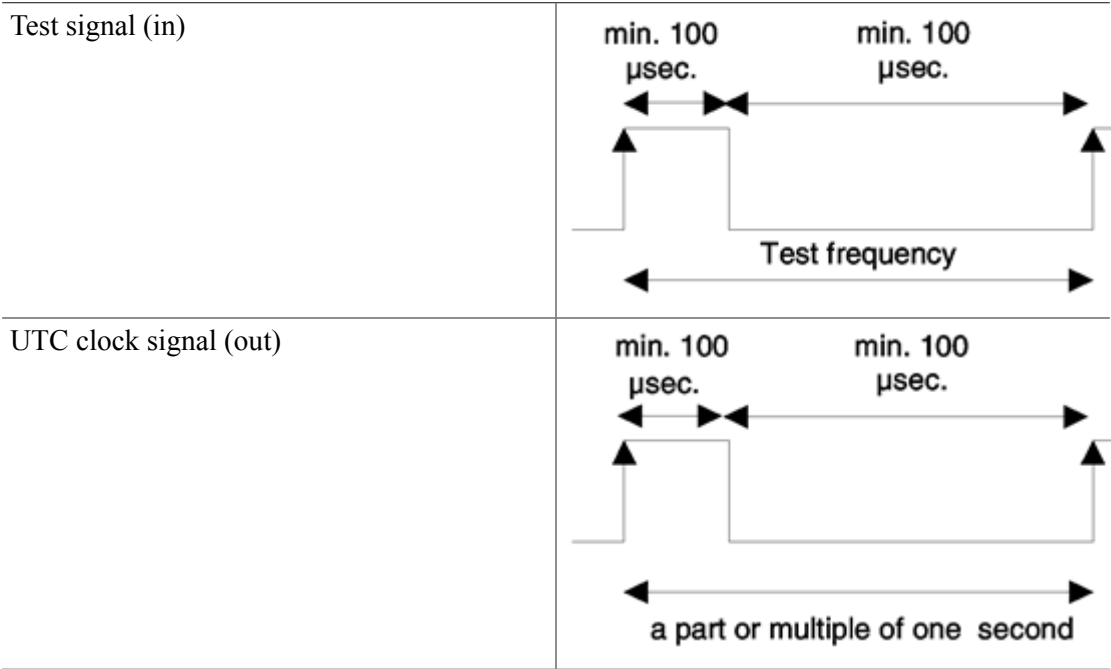 Test signal (in)
min. 100 min. 100
µsec. µsec.
Test frequency
UTC clock signal (out)
min. 100 min. 100
µsec. µsec.
a part or multiple of one second